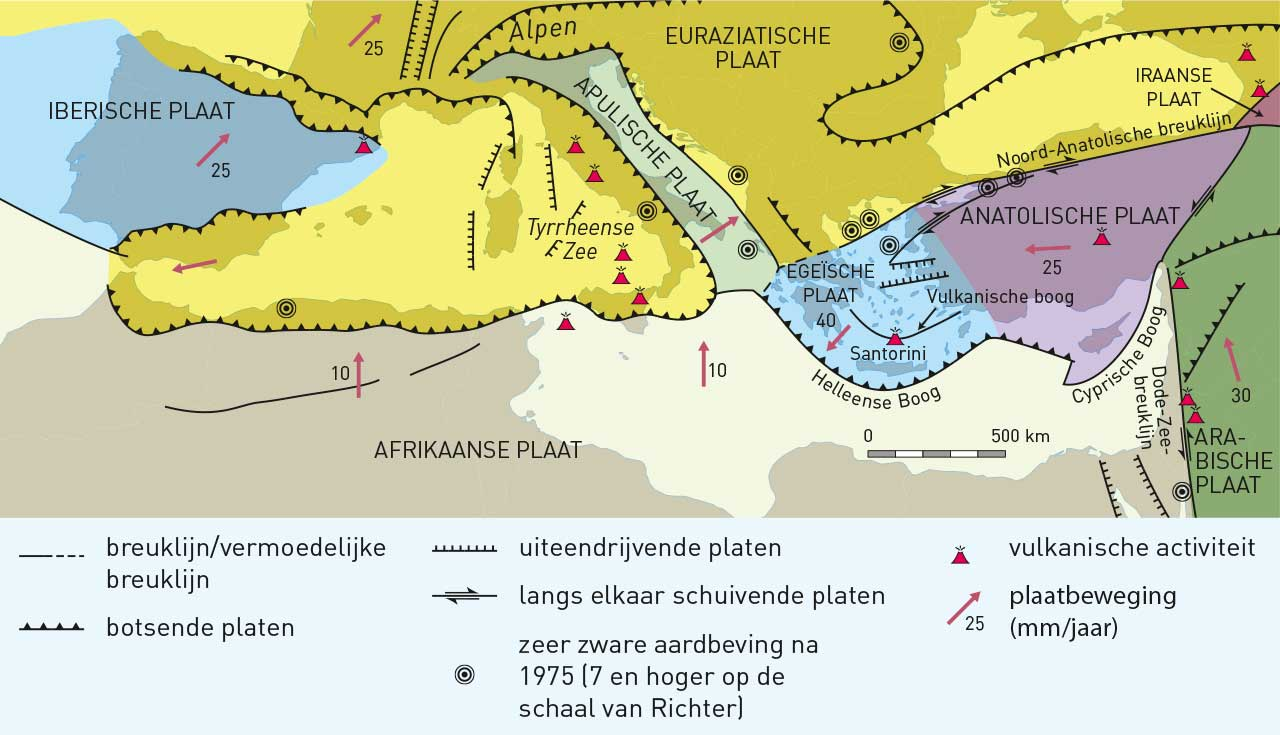 Alpen
EURAZIATISCHE
PLAAT
25
IRAANSE
PLAAT
IBERISCHE PLAAT
25
APULISCHE PLAAT
Noord-Anatolische breuklijn
Tyrrheense
Zee
ANATOLISCHE PLAAT
25
EGEÏSCHE
PLAAT
40
Vulkanische boog
Santorini
Helleense Boog
Cyprische Boog
Dode-Zee-
breuklijn
10
10
30
AFRIKAANSE PLAAT
0 500 km
ARA-
BISCHE
PLAAT
breuklijn/vermoedelijke
breuklijn
botsende platen
uiteendrijvende platen
langs elkaar schuivende platen
zeer zware aardbeving na
1975 (7 en hoger op de
schaal van Richter)
vulkanische activiteit
25
plaatbeweging
(mm/jaar)